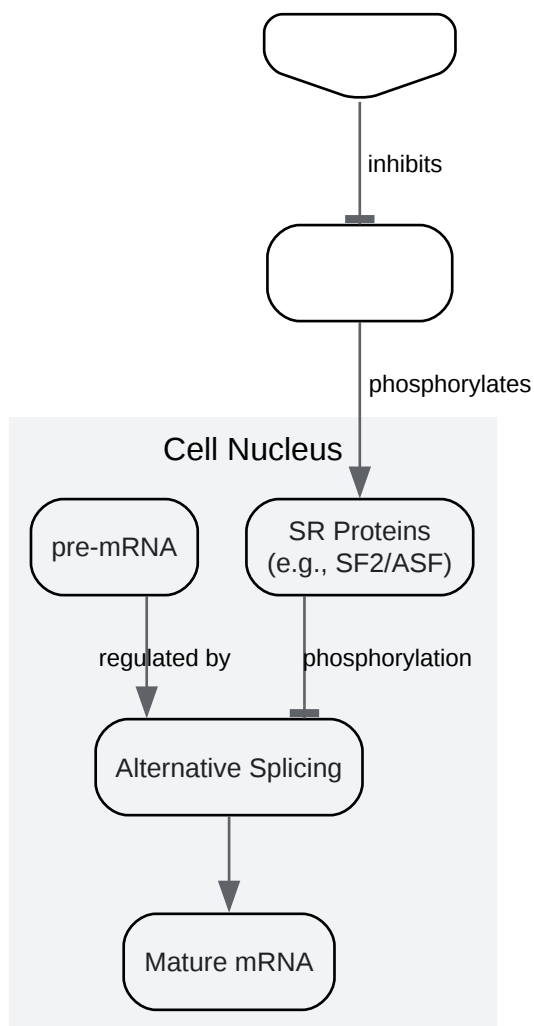 inhibits
phosphorylates
Cell Nucleus
pre-mRNA
SR Proteins
(e.g., SF2/ASF)
regulated by
phosphorylation
Alternative Splicing
Mature mRNA